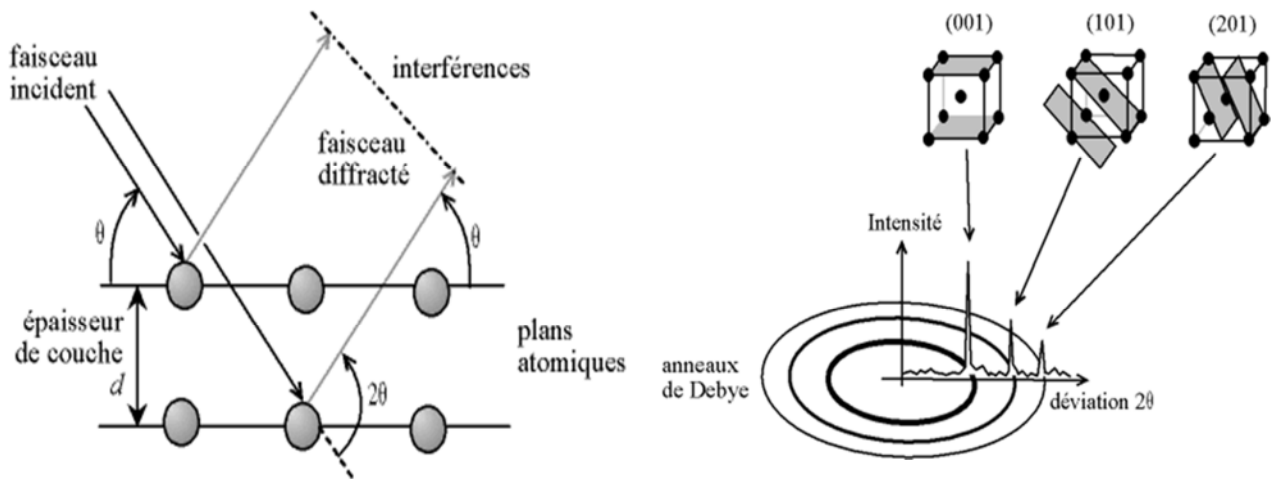 faisceau
incident
interférences
faisceau
diffracté
θ
θ
épaisseur
de couche
d
plans
atomiques
2θ
(001)
(101)
(201)
Intensité
anneaux
de Debye
déviation 2θ